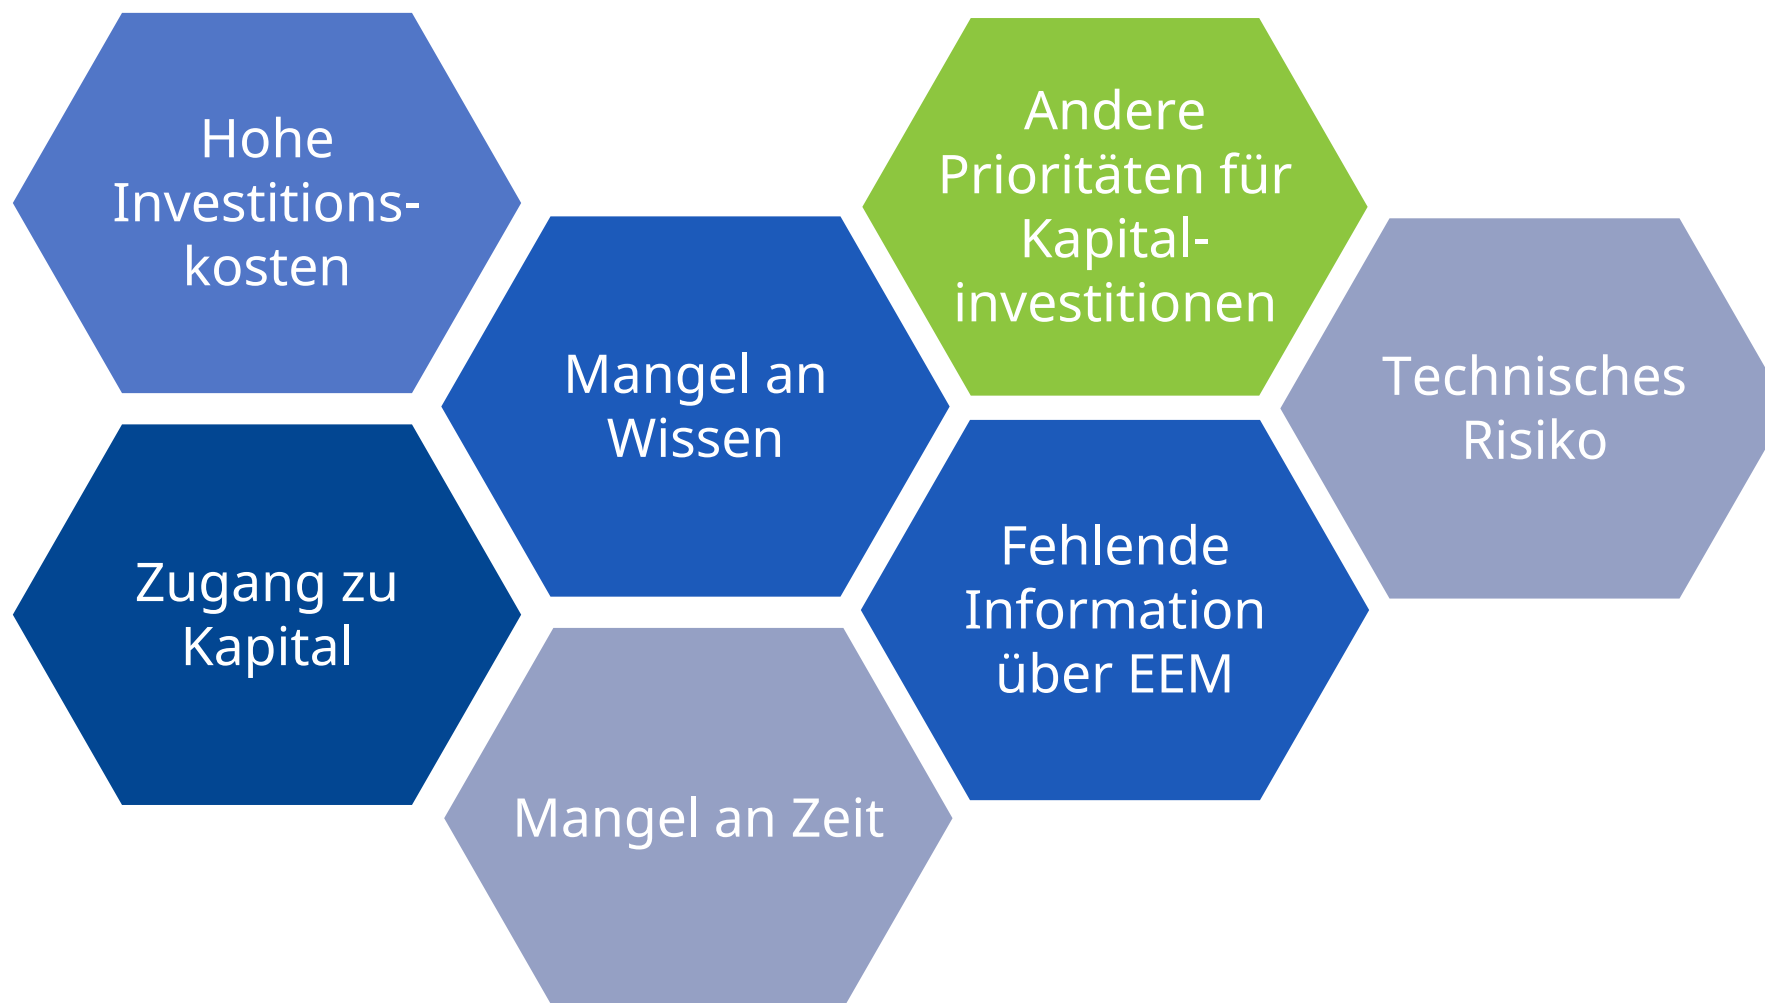 Hohe
Investitions-
kosten
Andere
Prioritäten für
Kapital-
investitionen
Mangel an
Wissen
Technisches
Risiko
Zugang zu
Kapital
Fehlende
Information
über EEM
Mangel an Zeit